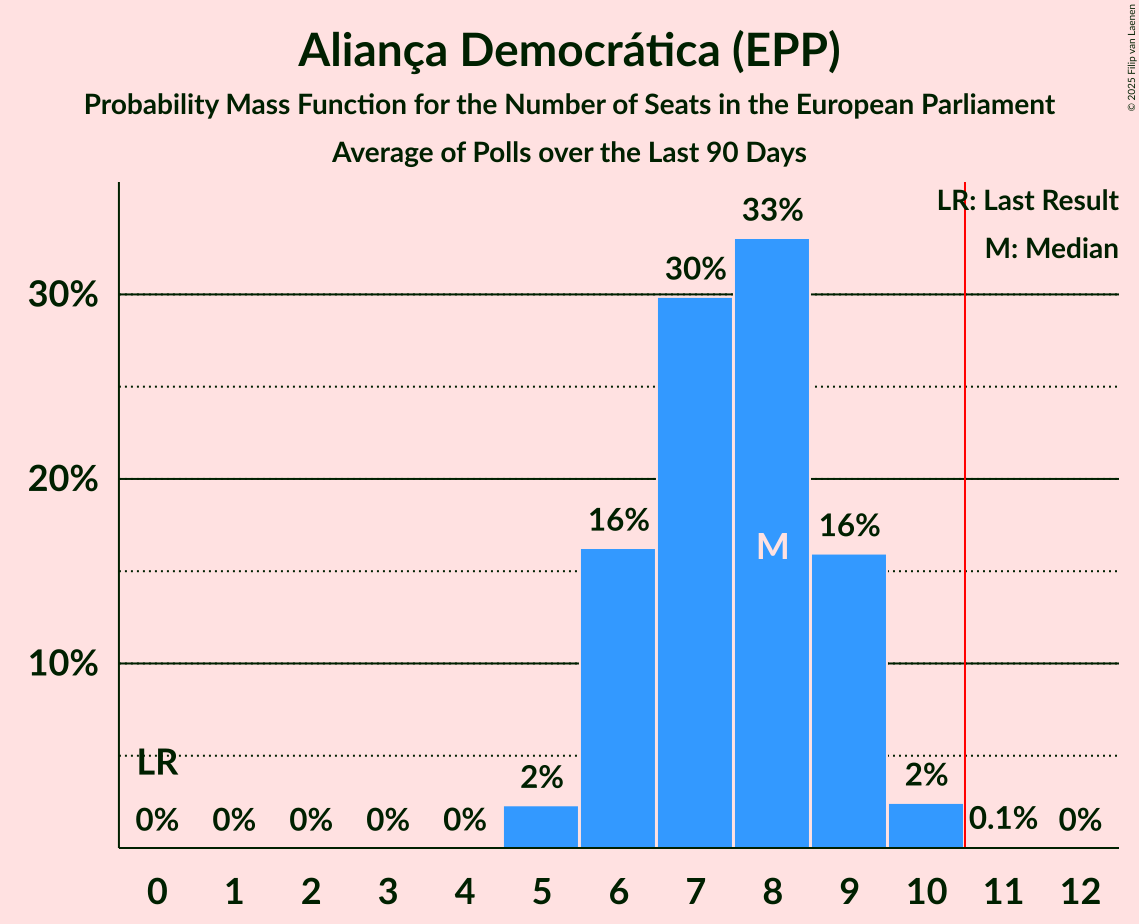 Aliança Democrática (EPP)
Probability Mass Function for the Number of Seats in the European Parliament
Average of Polls over the Last 90 Days
© 2025 Filip van Laenen
LR: Last Result
M: Median
33%
30%
30%
20%
16%
16%
M
10%
LR
2%
2%
0%
0%
0%
0%
0%
0.1%
0%
0 1 2 3 4 5 6 7 8 9 10 11 12